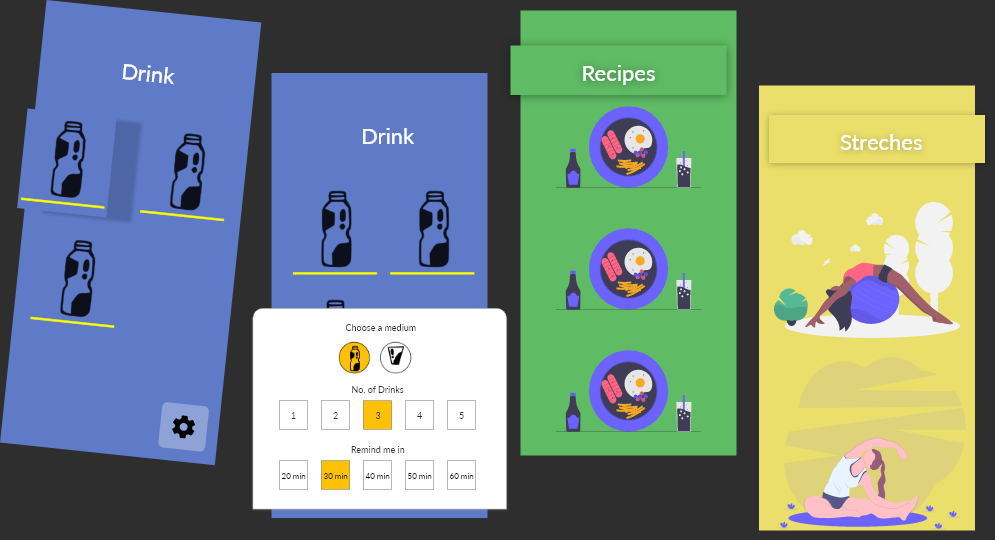 Drink
Drink
Choose a medium
No. of Drinks
1 2 3 4 5
Remind me in
20 min 30 min 40 min 50 min 60 min
Recipes
Streches